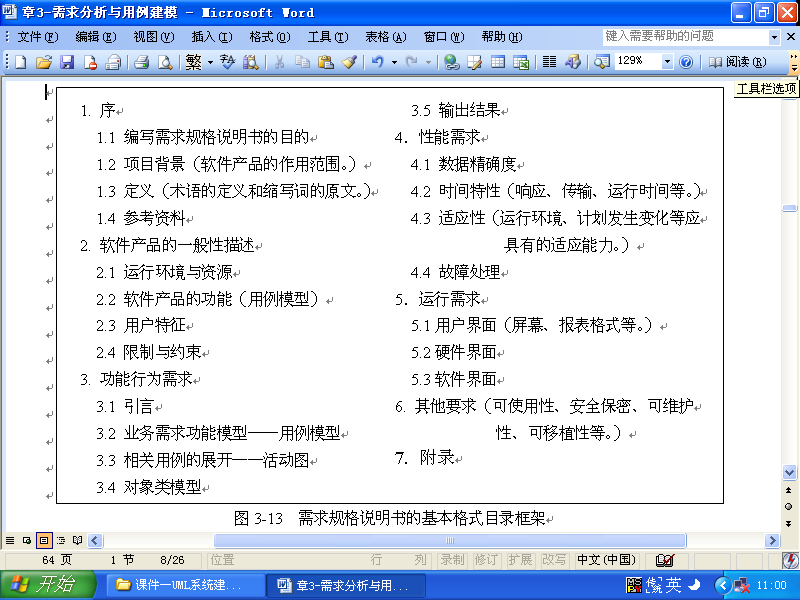 章3-需求分析与用例建模 - Microsoft Word
文件(F) 编辑(E) 视图(V) 插入(I) 格式(O) 工具(T) 表格(A) 窗口(W) 帮助(H) 键入需要帮助的问题
繁 129% 阅读(R)
工具栏选项
1. 序
1.1 编写需求规格说明书的目的
1.2 项目背景（软件产品的作用范围。）
1.3 定义（术语的定义和缩写词的原文。）
1.4 参考资料
2. 软件产品的一般性描述
2.1 运行环境与资源
2.2 软件产品的功能（用例模型）
2.3 用户特征
2.4 限制与约束
3. 功能行为需求
3.1 引言
3.2 业务需求功能模型——用例模型
3.3 相关用例的展开——活动图
3.4 对象类模型
3.5 输出结果
4. 性能需求
4.1 数据精确度
4.2 时间特性（响应、传输、运行时间等。）
4.3 适应性（运行环境、计划发生变化等应
具有的适应能力。）
4.4 故障处理
5. 运行需求
5.1 用户界面（屏幕、报表格式等。）
5.2 硬件界面
5.3 软件界面
6. 其他要求（可使用性、安全保密、可维护
性、可移植性等。）
7. 附录
图 3-13 需求规格说明书的基本格式目录框架
64 页 1 节 8/26 位置 行 列 录制 修订 扩展 改写 中文(中国)
开始 课件—UML系统建... 章3-需求分析与用... 英 11:00